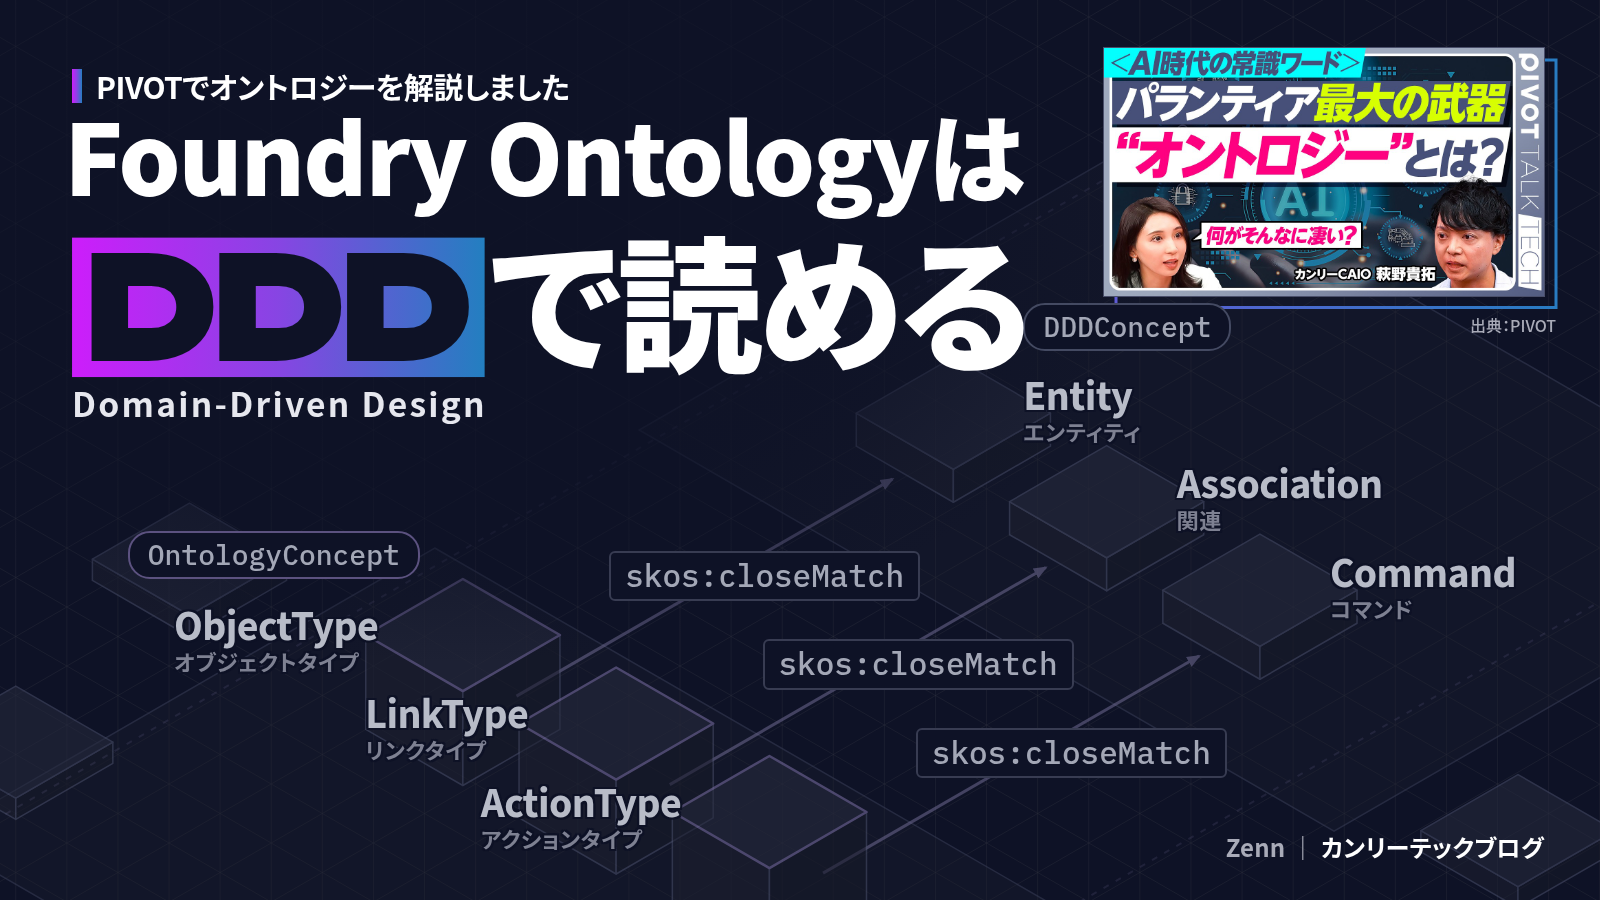 PIVOTでオントロジーを解説しました
Foundry Ontologyは
DDDで読める
Domain-Driven Design
<AI時代の常識ワード>
パランティア最大の武器
“オントロジー”とは?
AI
何がそんなに凄い?
カンリーCAIO 萩野貴拓
PIVOT TALK TECH
出典:PIVOT
DDDConcept
Entity
エンティティ
Association
関連
Command
コマンド
OntologyConcept
ObjectType
オブジェクトタイプ
LinkType
リンクタイプ
ActionType
アクションタイプ
skos:closeMatch
skos:closeMatch
skos:closeMatch
Zenn | カンリーテックブログ